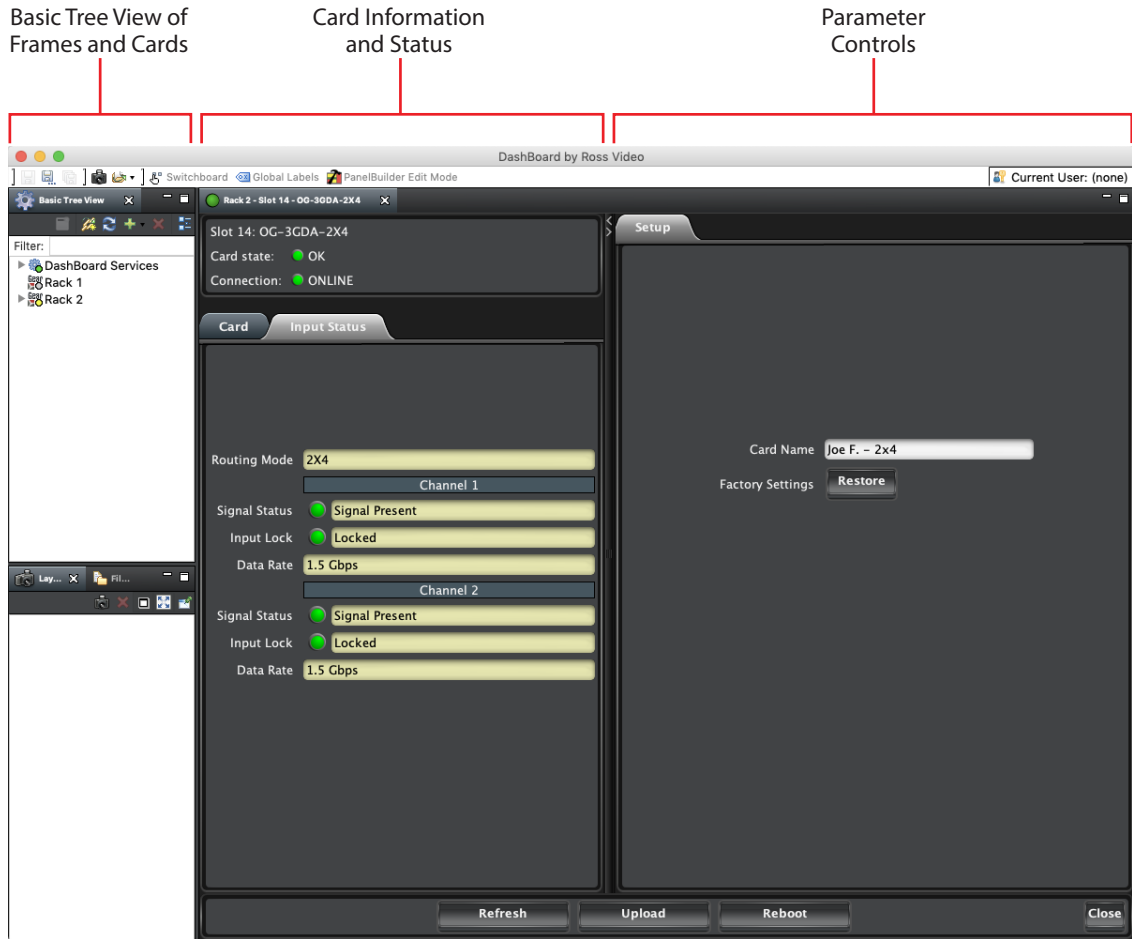 Basic Tree View of
Frames and Cards
Card Information
and Status
Parameter
Controls
DashBoard by Ross Video
Switchboard Global Labels PanelBuilder Edit Mode
Current User: (none)
Basic Tree View
Rack 2 - Slot 14 - OG-3GDA-2X4
Filter:
DashBoard Services
Rack 1
Rack 2
Slot 14: OG-3GDA-2X4
Card state: OK
Connection: ONLINE
Card
Input Status
Routing Mode 2X4
Channel 1
Signal Status Signal Present
Input Lock Locked
Data Rate 1.5 Gbps
Channel 2
Signal Status Signal Present
Input Lock Locked
Data Rate 1.5 Gbps
Setup
Card Name Joe F. - 2x4
Factory Settings Restore
Lay... Fil...
Refresh Upload Reboot Close